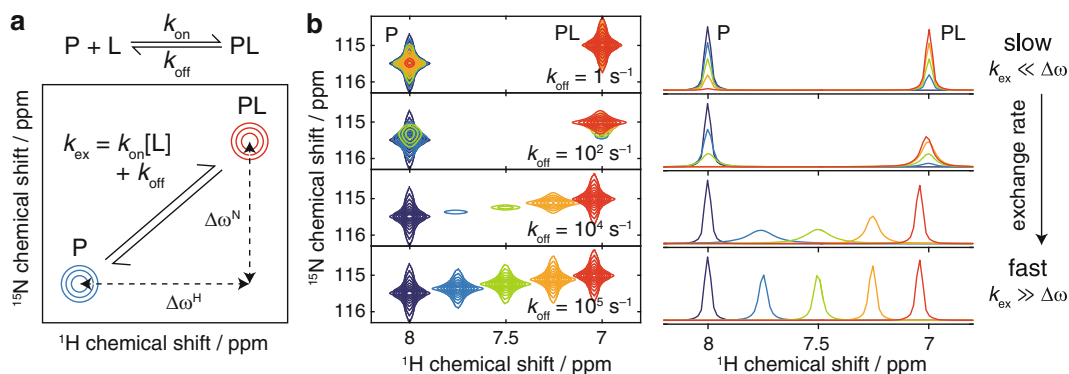 a
k_on
P + L ⇌ PL
k_off
PL
k_ex = k_on[L]
+ k_off
Δω^N
P
Δω^H
^15N chemical shift / ppm
^1H chemical shift / ppm
b
P
PL
115
116
k_off = 1 s^−1
115
116
k_off = 10^2 s^−1
115
116
k_off = 10^4 s^−1
115
116
k_off = 10^5 s^−1
8
7.5
7
^15N chemical shift / ppm
^1H chemical shift / ppm
P
PL
8
7.5
7
^1H chemical shift / ppm
slow
k_ex ≪ Δω
exchange rate
fast
k_ex ≫ Δω